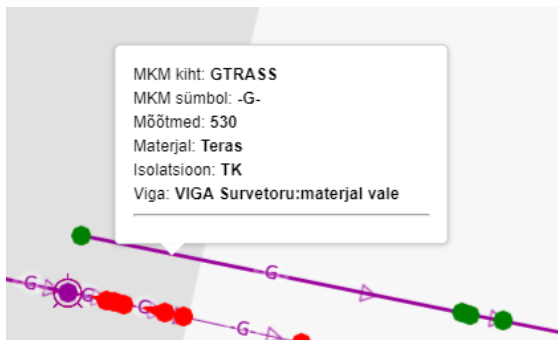 MKM kiht: GTRASS
MKM sümbol: -G-
Mõõtmed: 530
Materjal: Teras
Isolatsioon: TK
Viga: VIGA Survetoru:materjal vale
G
G
G
G
G